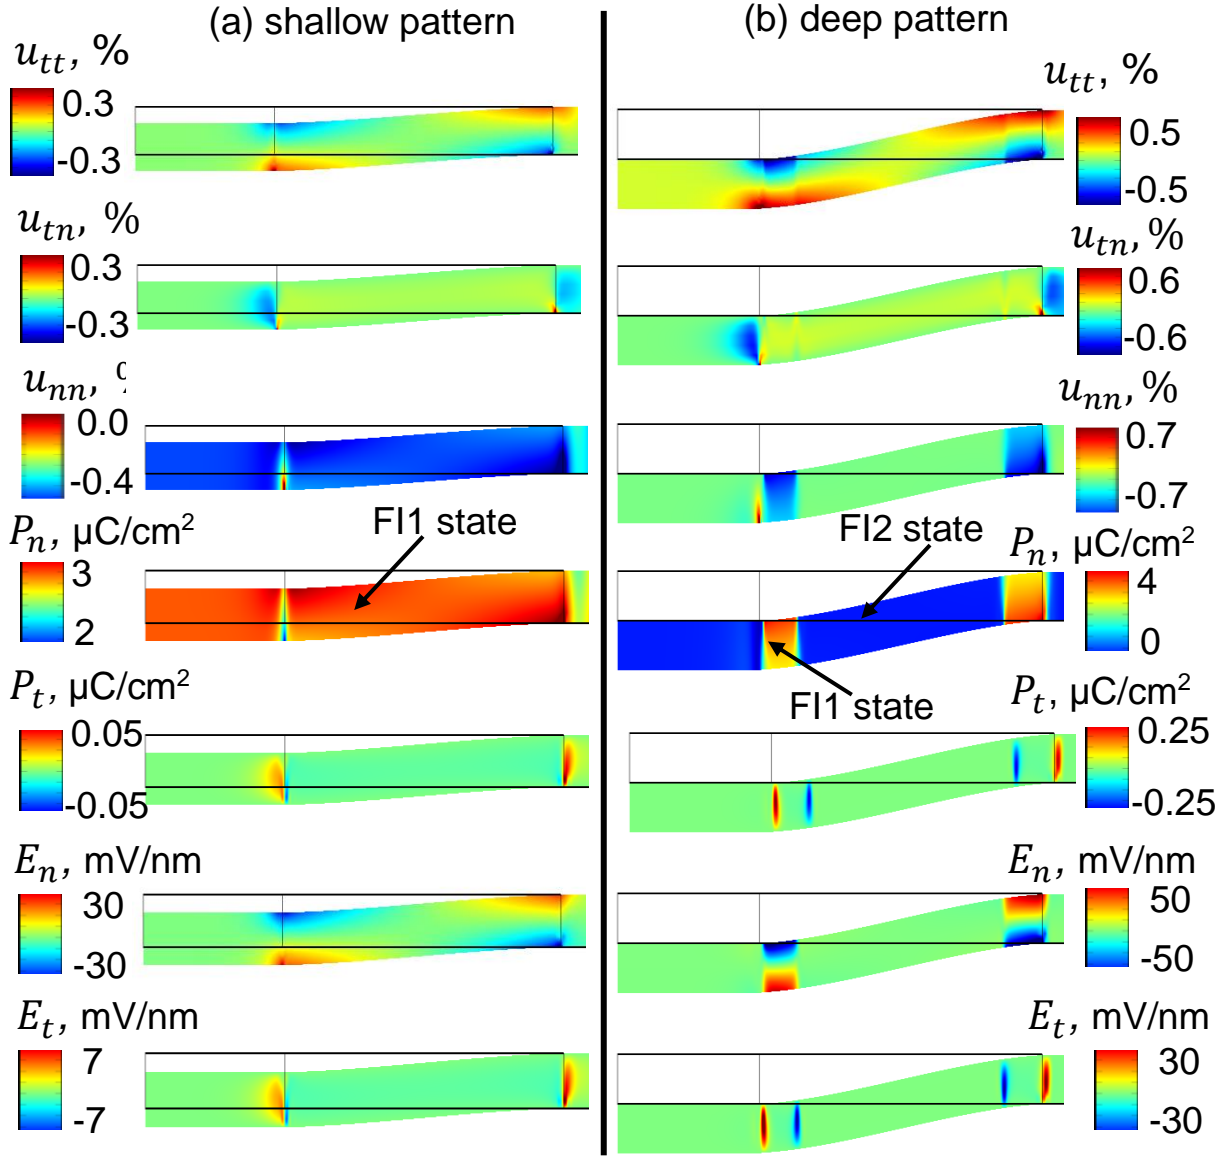 (a) shallow pattern
u_tt, %
0.3
-0.3
u_tn, %
0.3
-0.3
u_nn,
0.0
-0.4
P_n, μC/cm²
3
2
FI1 state
P_t, μC/cm²
0.05
-0.05
E_n, mV/nm
30
-30
E_t, mV/nm
7
-7
(b) deep pattern
u_tt, %
0.5
-0.5
u_tn, %
0.6
-0.6
u_nn, %
0.7
-0.7
FI2 state
P_n, μC/cm²
4
0
FI1 state
P_t, μC/cm²
0.25
-0.25
E_n, mV/nm
50
-50
E_t, mV/nm
30
-30